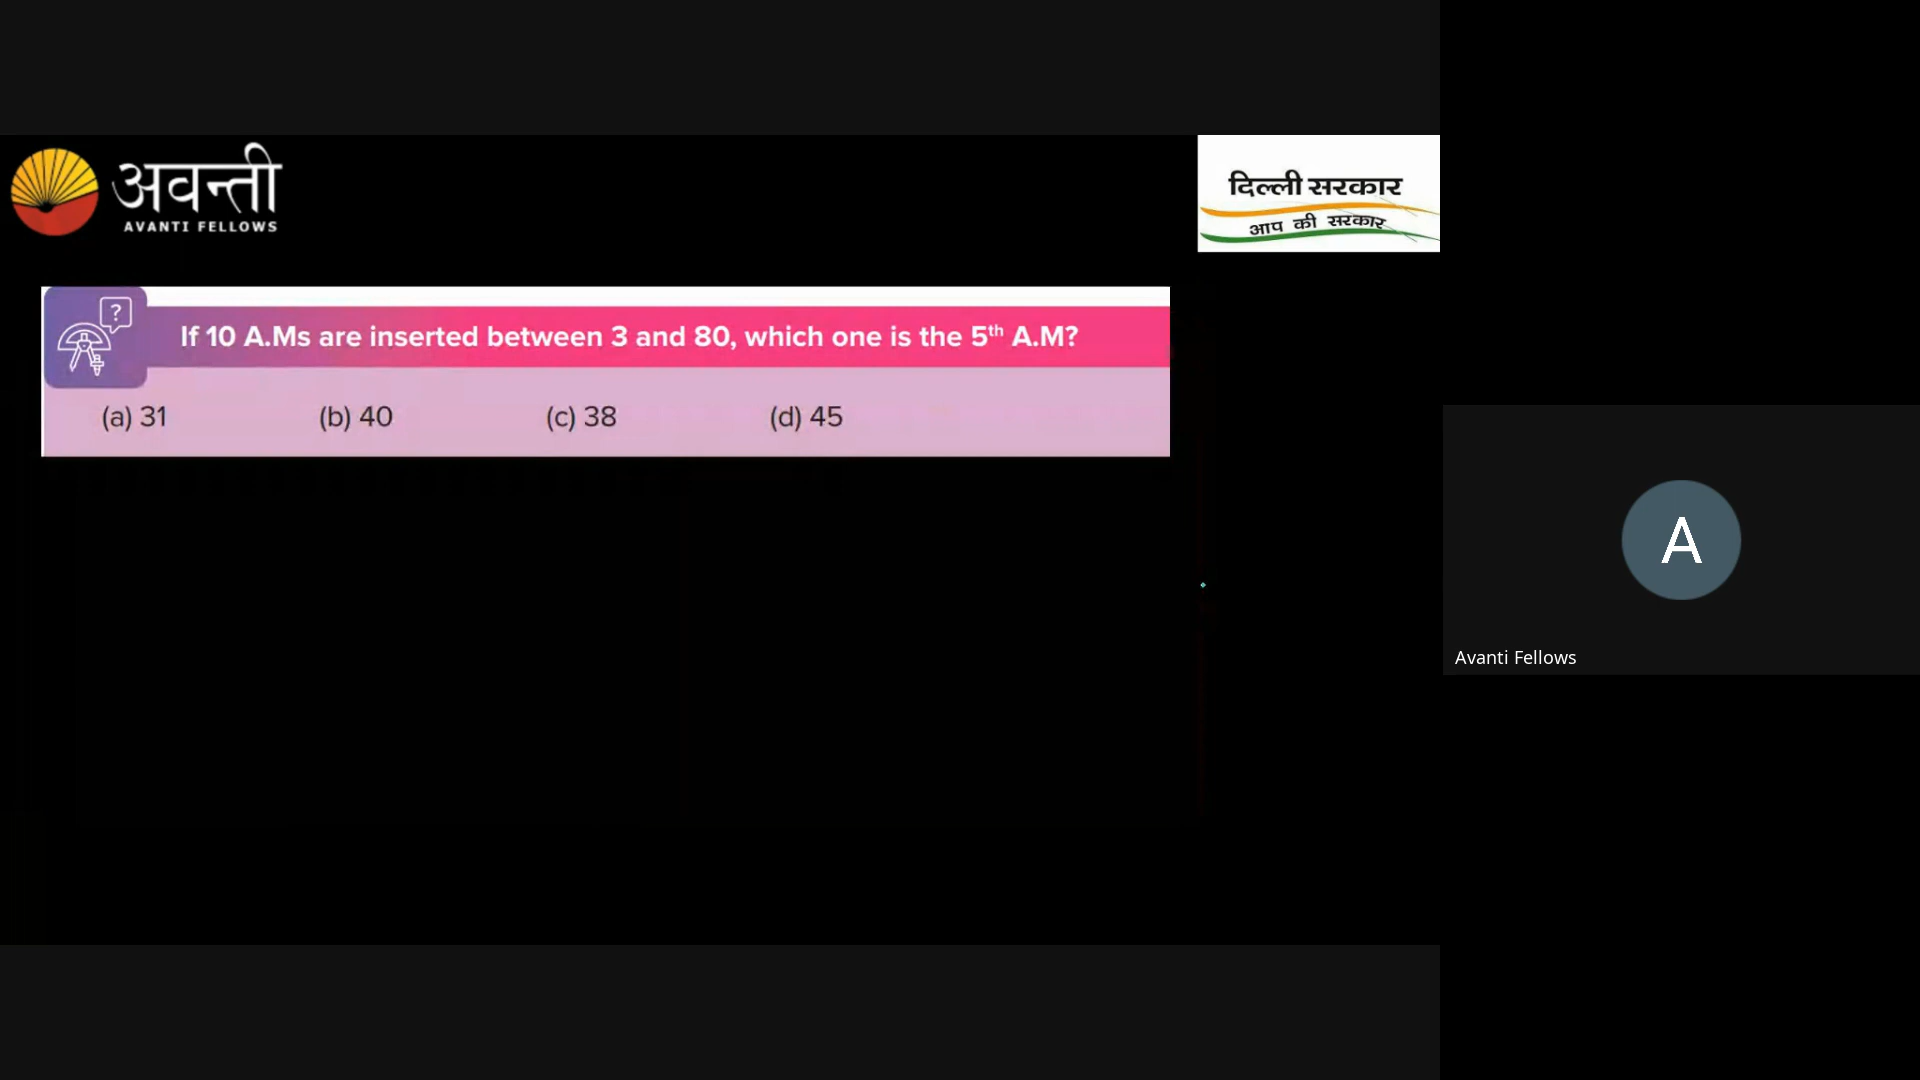 अवन्ती
AVANTI FELLOWS
दिल्ली सरकार
आप की सरकार
?
If 10 A.Ms are inserted between 3 and 80, which one is the 5th A.M?
(a) 31 (b) 40 (c) 38 (d) 45
A
Avanti Fellows